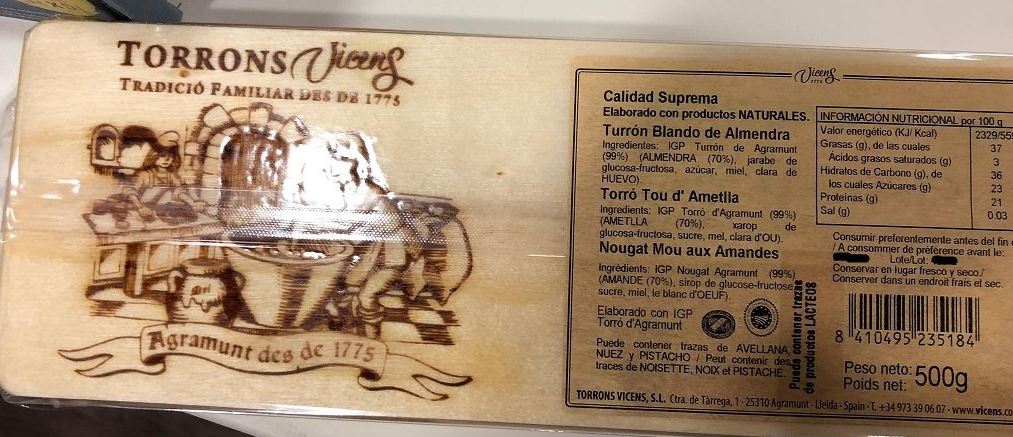 TORRONS Vicens
TRADICIÓ FAMILIAR DES DE 1775
Agramunt des de 1775
Vicens
1775
Calidad Suprema
Elaborado con productos NATURALES.
Turrón Blando de Almendra
Ingredientes: IGP Turrón de Agramunt
(99%) (ALMENDRA (70%), jarabe de
glucosa-fructosa, azúcar, miel, clara de
HUEVO).
Torró Tou d' Ametlla
Ingredients: IGP Torró d'Agramunt (99%)
(AMETLLA (70%), xarop de
glucosa-fructosa, sucre, mel, clara d'OU).
Nougat Mou aux Amandes
Ingrédients: IGP Nougat Agramunt (99%)
(AMANDE (70%), sirop de glucose-fructose
sucre, miel, le blanc d'OEUF).
Elaborado con IGP
Torró d'Agramunt
Puede contener trazas de AVELLANA,
NUEZ y PISTACHO / Peut contenir des
traces de NOISETTE, NOIX et PISTACHE.
Puede contener trazas
de productos LACTEOS
INFORMACIÓN NUTRICIONAL por 100 g
Valor energético (KJ/ Kcal) 2329/55
Grasas (g), de las cuales 37
Acidos grasos saturados (g) 3
Hidratos de Carbono (g), de 36
los cuales Azúcares (g) 23
Proteinas (g) 21
Sal (g) 0.03
Consumir preferentemente antes del fin
/ A consommer de préférence avant le:
Lote/Lot:
Conservar en lugar fresco y seco./
Conserver dans un endroit frais et sec.
8 410495 235184
Peso neto:
Poids net: 500g
TORRONS VICENS, S.L. Ctra. de Tàrrega, 1 - 25310 Agramunt - Lleida - Spain - T. +34 973 39 06 07 - www.vicens.co